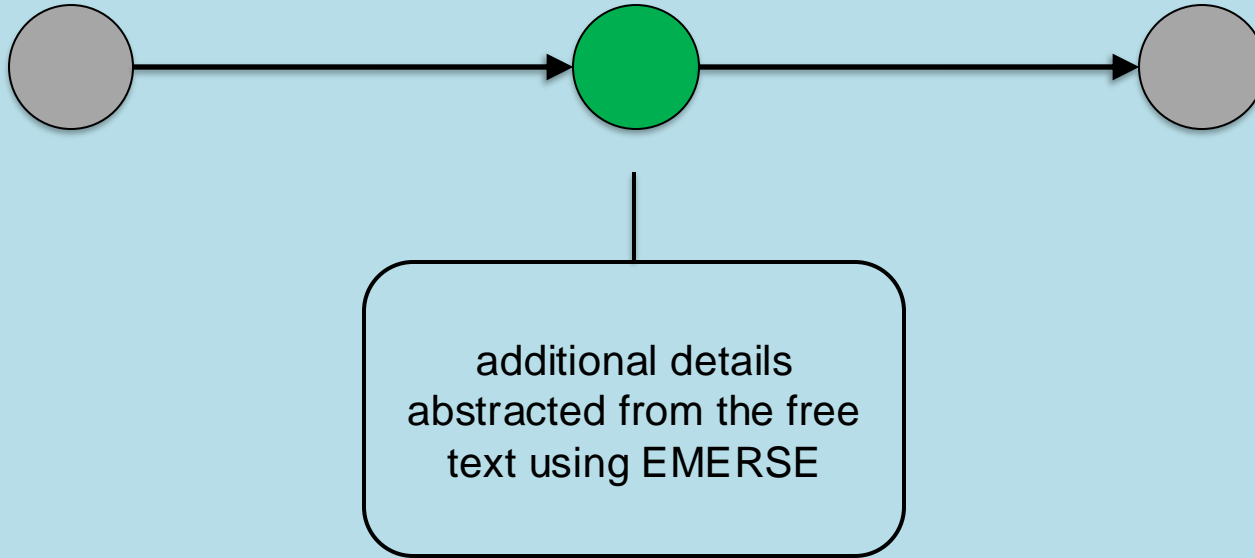 additional details
abstracted from the free
text using EMERSE